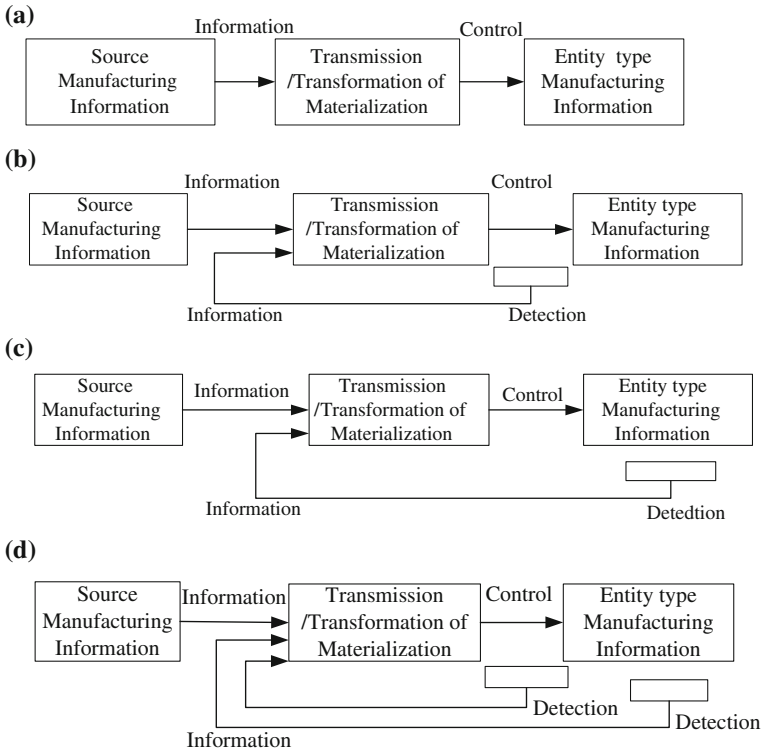 (a)
Information
Control
Source
Manufacturing
Information
Transmission
/Transformation of
Materialization
Entity type
Manufacturing
Information
(b)
Information
Control
Source
Manufacturing
Information
Transmission
/Transformation of
Materialization
Entity type
Manufacturing
Information
Information
Detection
(c)
Source
Manufacturing
Information
Information
Transmission
/Transformation of
Materialization
Control
Entity type
Manufacturing
Information
Information
Detedtion
(d)
Source
Manufacturing
Information
Information
Transmission
/Transformation of
Materialization
Control
Entity type
Manufacturing
Information
Detection
Detection
Information